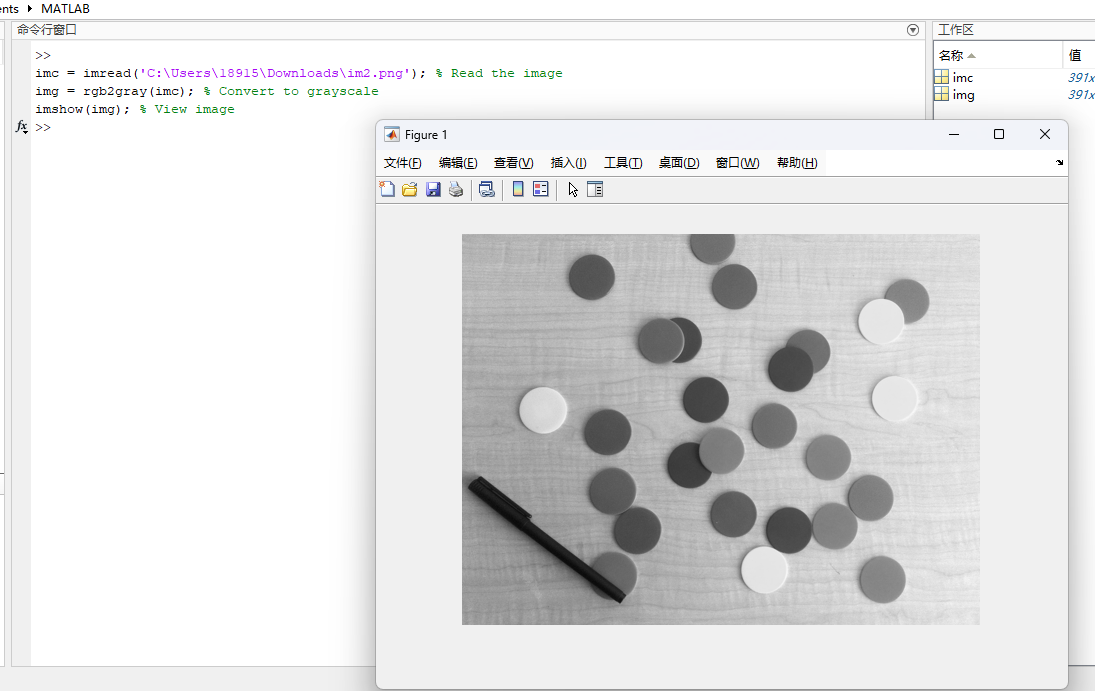 ents ▸ MATLAB
命令行窗口
>>
imc = imread('C:\Users\18915\Downloads\im2.png'); % Read the image
img = rgb2gray(imc); % Convert to grayscale
imshow(img); % View image
fx >>
工作区
名称 值
imc 391x
img 391x
Figure 1
文件(F) 编辑(E) 查看(V) 插入(I) 工具(T) 桌面(D) 窗口(W) 帮助(H)